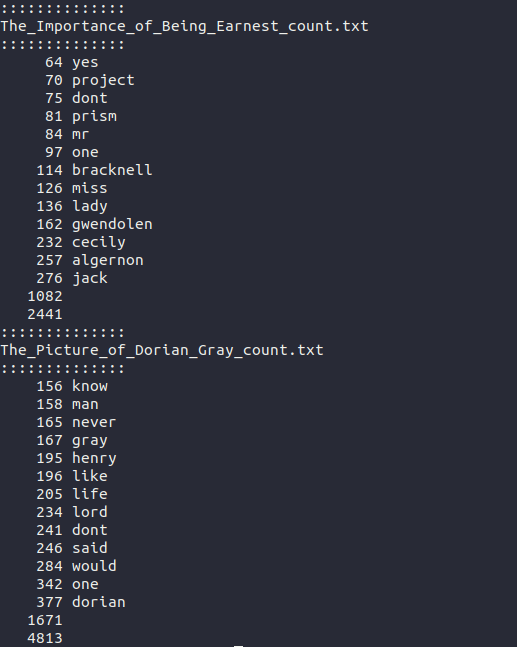 ::::::::::::::
The_Importance_of_Being_Earnest_count.txt
::::::::::::::
64 yes
70 project
75 dont
81 prism
84 mr
97 one
114 bracknell
126 miss
136 lady
162 gwendolen
232 cecily
257 algernon
276 jack
1082
2441
::::::::::::::
The_Picture_of_Dorian_Gray_count.txt
::::::::::::::
156 know
158 man
165 never
167 gray
195 henry
196 like
205 life
234 lord
241 dont
246 said
284 would
342 one
377 dorian
1671
4813